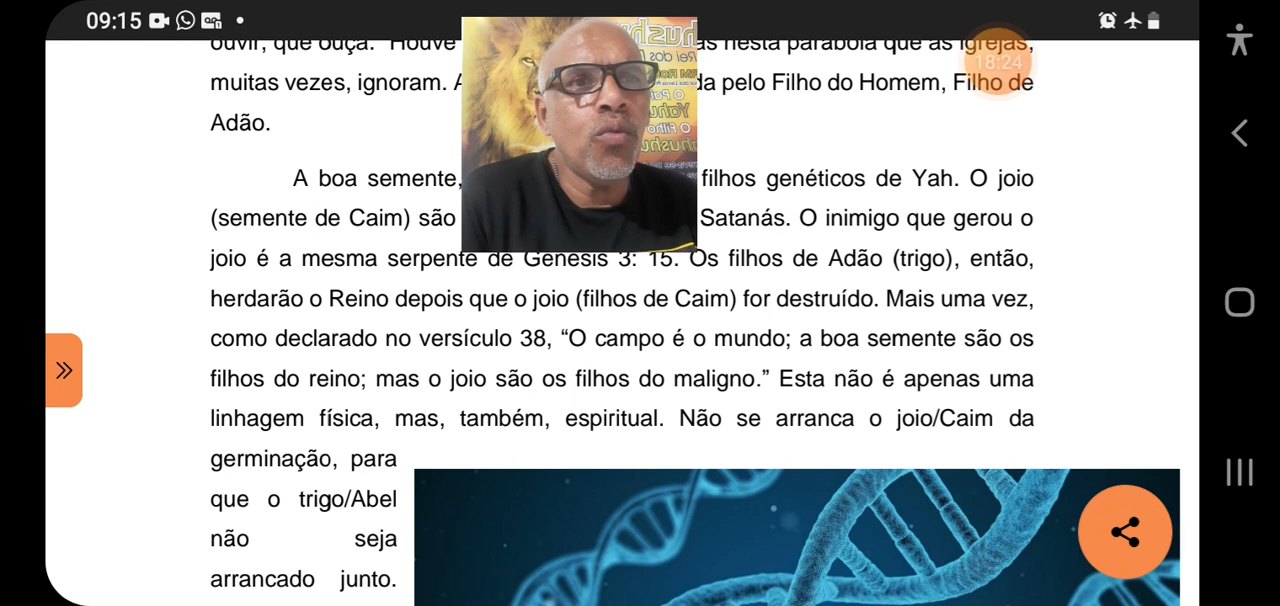 09:15
18:24
ouvir, que ouça. Houve as nesta parábola que as igrejas,
muitas vezes, ignoram. A da pelo Filho do Homem, Filho de
Adão.
A boa semente, filhos genéticos de Yah. O joio
(semente de Caim) são Satanás. O inimigo que gerou o
joio é a mesma serpente de Gênesis 3: 15. Os filhos de Adão (trigo), então,
herdarão o Reino depois que o joio (filhos de Caim) for destruído. Mais uma vez,
como declarado no versículo 38, “O campo é o mundo; a boa semente são os
filhos do reino; mas o joio são os filhos do maligno.” Esta não é apenas uma
linhagem física, mas, também, espiritual. Não se arranca o joio/Caim da
germinação, para
que o trigo/Abel
não seja
arrancado junto.